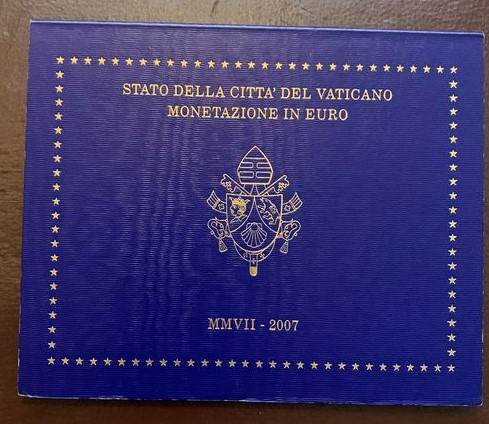 STATO DELLA CITTA' DEL VATICANO
MONETAZIONE IN EURO
MMVII - 2007